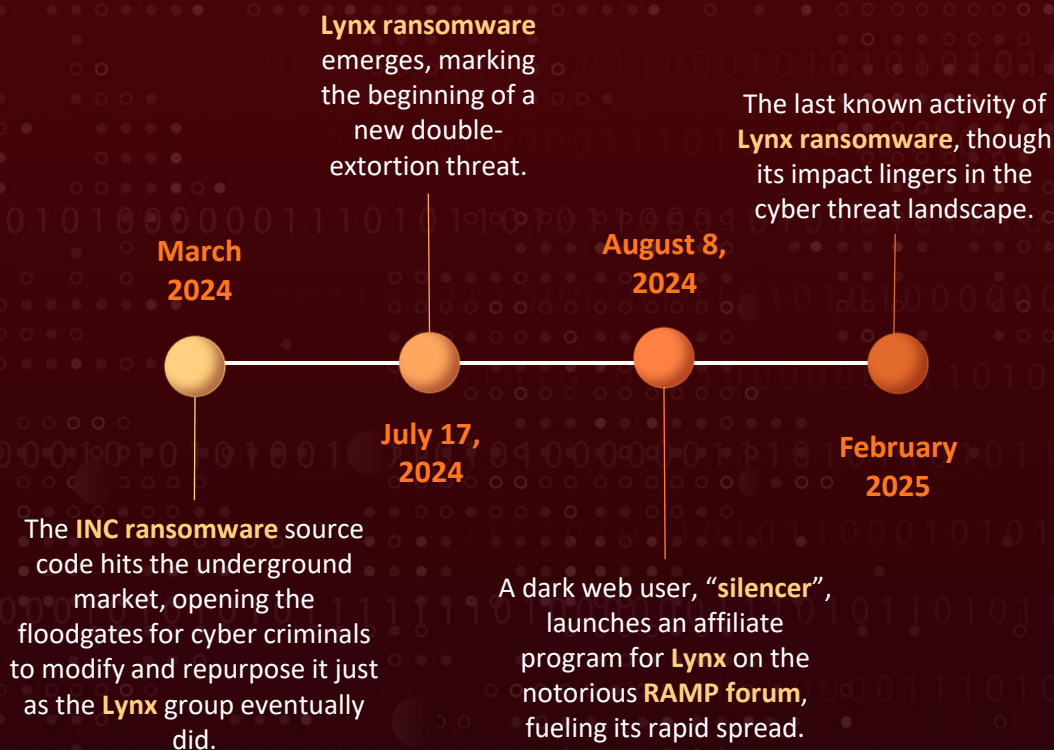 March
2024
The INC ransomware source
code hits the underground
market, opening the
floodgates for cyber criminals
to modify and repurpose it just
as the Lynx group eventually
did.
Lynx ransomware
emerges, marking
the beginning of a
new double-
extortion threat.
July 17,
2024
August 8,
2024
A dark web user, “silencer”,
launches an affiliate
program for Lynx on the
notorious RAMP forum,
fueling its rapid spread.
The last known activity of
Lynx ransomware, though
its impact lingers in the
cyber threat landscape.
February
2025